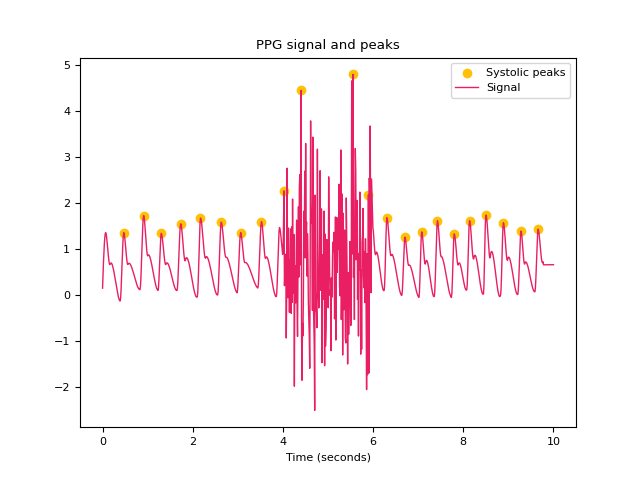 PPG signal and peaks
Systolic peaks
Signal
5
4
3
2
1
0
−1
−2
0 2 4 6 8 10
Time (seconds)